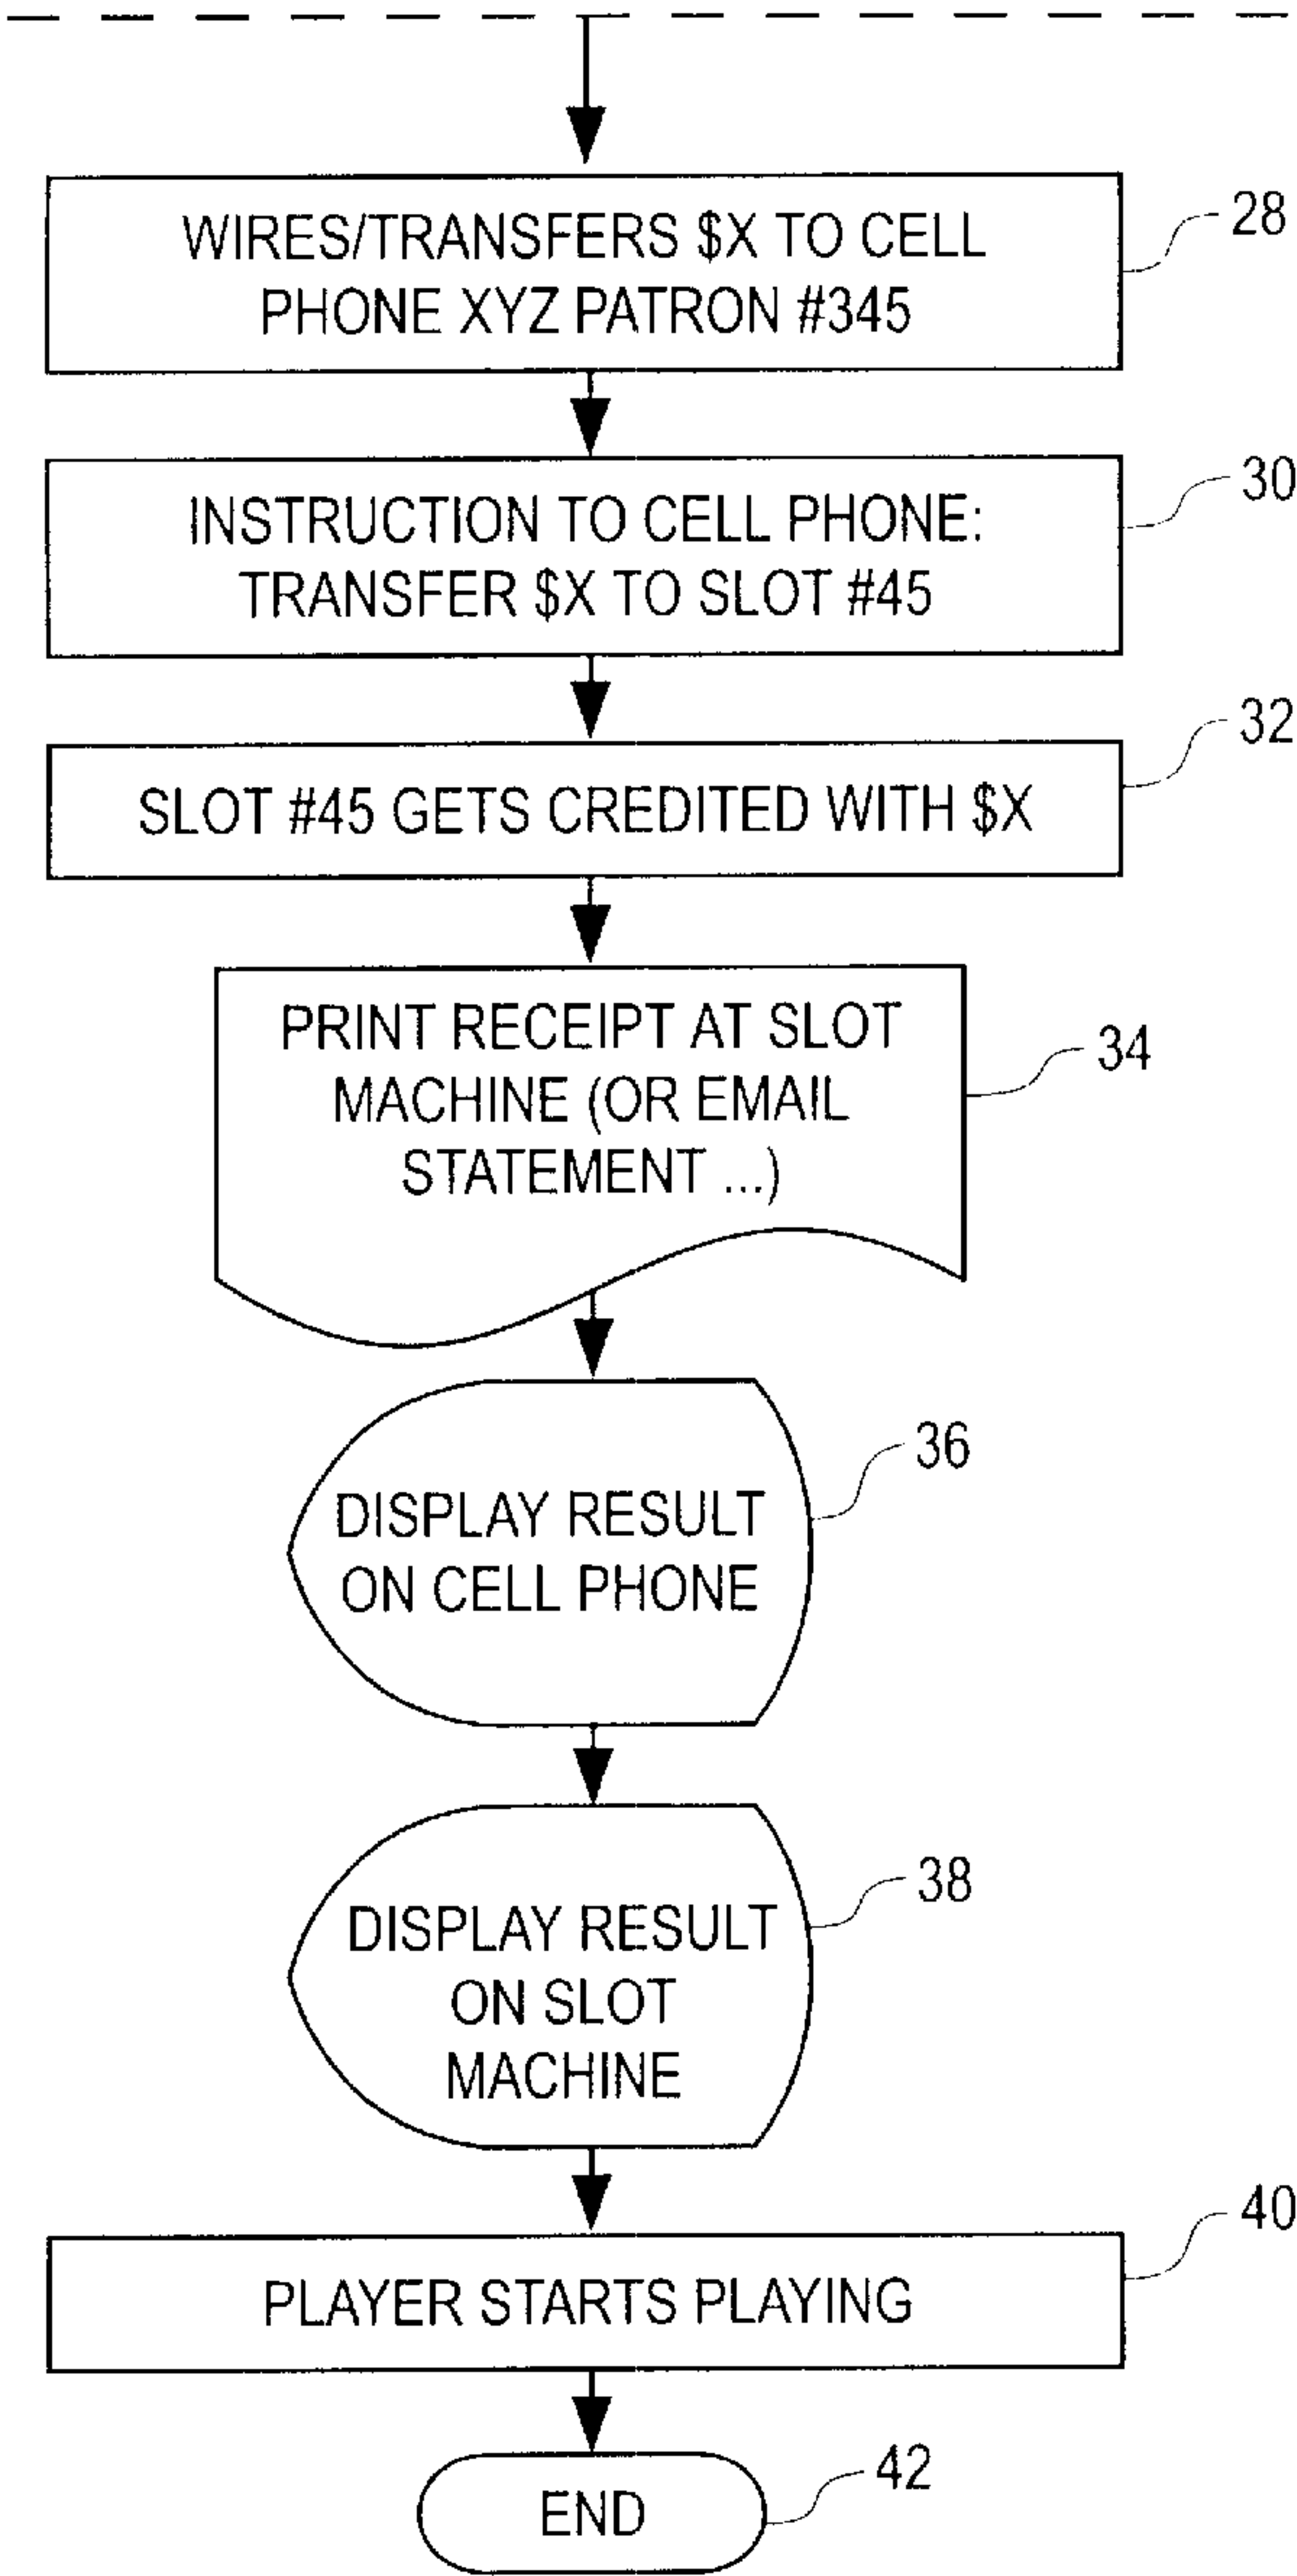 WIRES/TRANSFERS $X TO CELL
PHONE XYZ PATRON #345
28
INSTRUCTION TO CELL PHONE:
TRANSFER $X TO SLOT #45
30
SLOT #45 GETS CREDITED WITH $X
32
PRINT RECEIPT AT SLOT
MACHINE (OR EMAIL
STATEMENT ...)
34
DISPLAY RESULT
ON CELL PHONE
36
DISPLAY RESULT
ON SLOT
MACHINE
38
PLAYER STARTS PLAYING
40
END
42